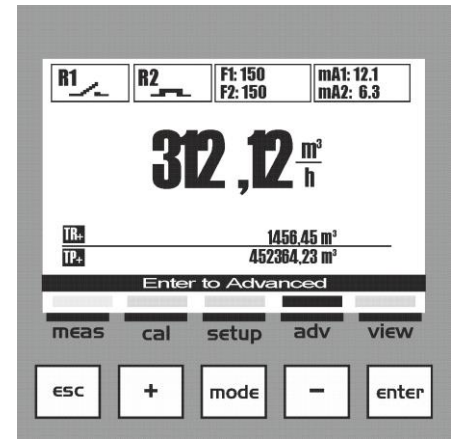 R1 R2 F1: 150 mA1: 12.1
F2: 150 mA2: 6.3
312,12 m³/h
TR+ 1456,45 m³
TP+ 452364,23 m³
Enter to Advanced
meas cal setup adv view
esc + mode - enter